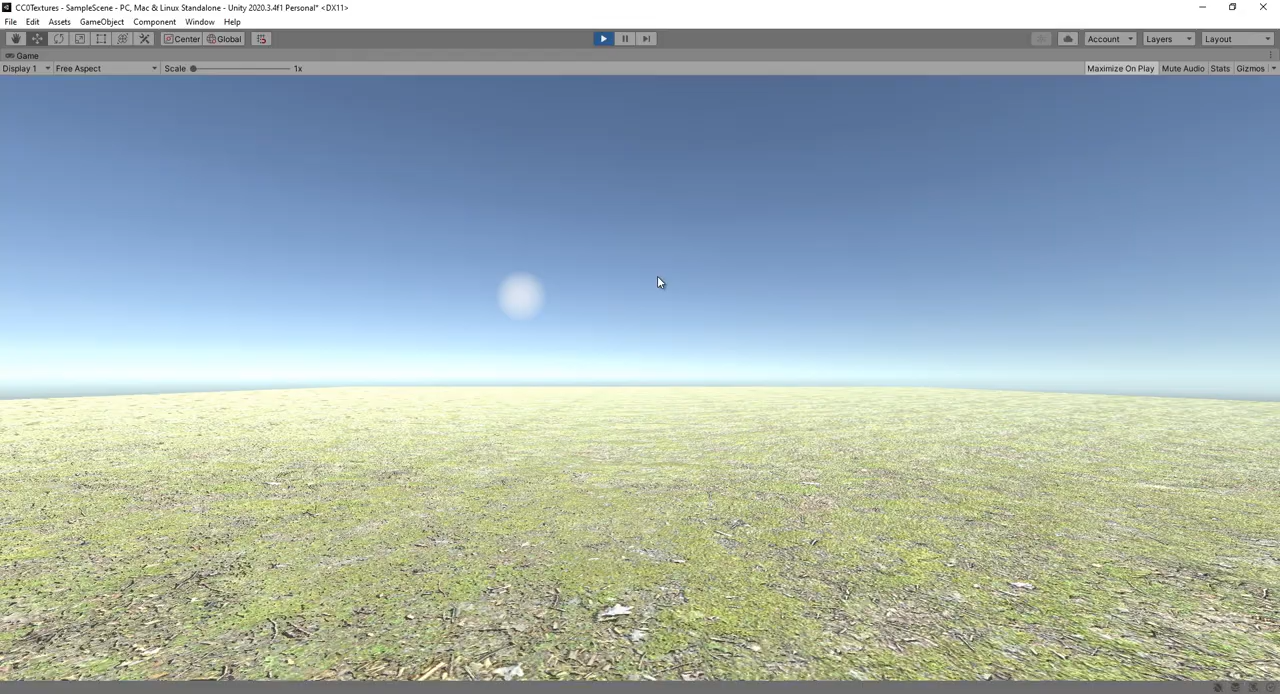 CC0Textures - SampleScene - PC, Mac & Linux Standalone - Unity 2020.3.4f1 Personal* <DX11>
File Edit Assets GameObject Component Window Help
Center Global Account Layers Layout
Game
Display 1 Free Aspect Scale 1x Maximize On Play Mute Audio Stats Gizmos